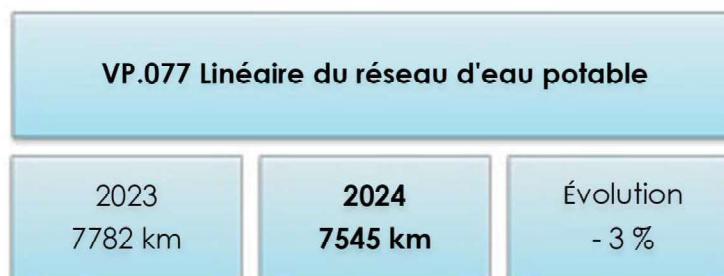 VP.077 Linéaire du réseau d'eau potable
2023
7782 km
2024
7545 km
Évolution
- 3 %